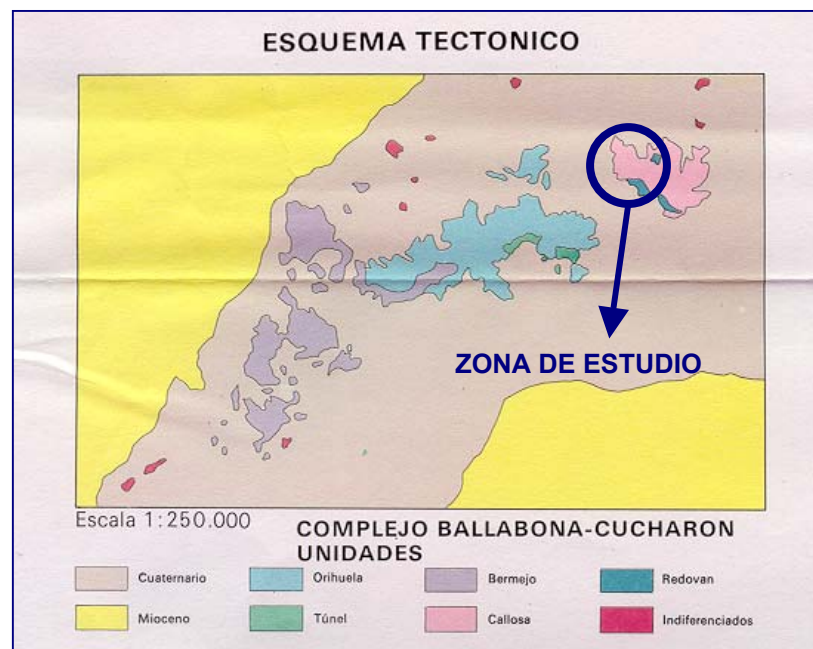 ESQUEMA TECTONICO
ZONA DE ESTUDIO
Escala 1:250.000
COMPLEJO BALLABONA-CUCHARON
UNIDADES
Cuaternario
Orihuela
Bermejo
Redovan
Mioceno
Túnel
Callosa
Indiferenciados